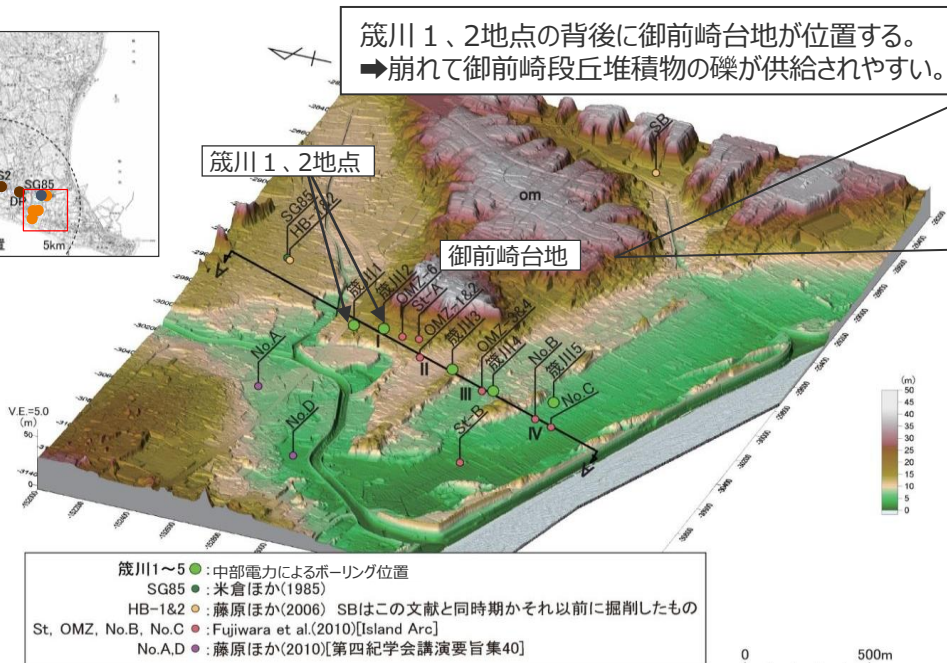 筬川１、2地点の背後に御前崎台地が位置する。
➡崩れて御前崎段丘堆積物の礫が供給されやすい。
筬川１、2地点
御前崎台地
S2
SG85
DP
置
5km
SB
om
SG85
HB-1&2
筬川1
筬川2
OMZ-6
St-A
OMZ-1&2
筬川3
OMZ-3&4
筬川4
No.B
筬川5
No.C
No.A
No.D
St-B
I
II
III
IV
A
A
V.E.=5.0
(m)
50
0
(m)
50
45
40
35
30
25
20
15
10
5
0
筬川1～5 : 中部電力によるボーリング位置
SG85 : 米倉ほか(1985)
HB-1&2 : 藤原ほか(2006) SBはこの文献と同時期かそれ以前に掘削したもの
St, OMZ, No.B, No.C : Fujiwara et al.(2010)[Island Arc]
No.A,D : 藤原ほか(2010)[第四紀学会講演要旨集40]
0 500m